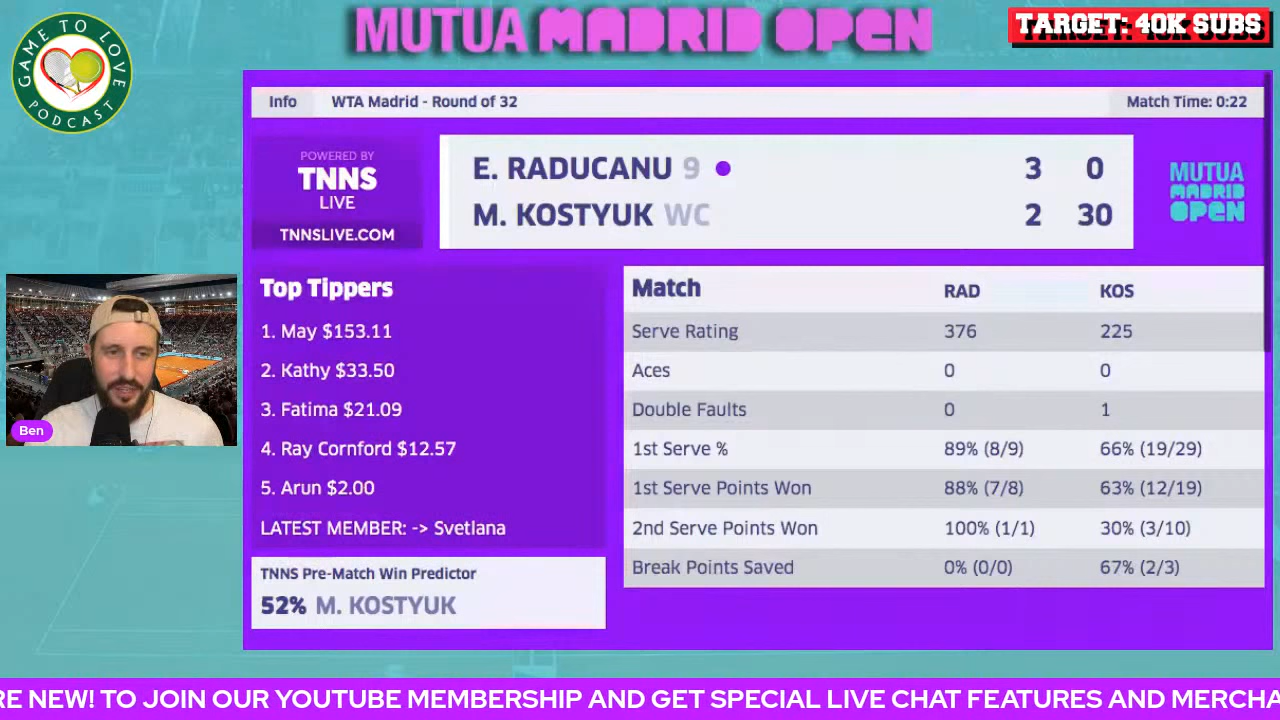 GAME TO LOVE
PODCAST
MUTUA MADRID OPEN
TARGET: 40K SUBS
Info
WTA Madrid - Round of 32
Match Time: 0:22
POWERED BY
TNNS
LIVE
TNNSLIVE.COM
E. RADUCANU 9 3 0
M. KOSTYUK WC 2 30
MUTUA
MADRID
OPEN
Top Tippers
1. May $153.11
2. Kathy $33.50
3. Fatima $21.09
4. Ray Cornford $12.57
5. Arun $2.00
LATEST MEMBER: -> Svetlana
TNNS Pre-Match Win Predictor
52% M. KOSTYUK
Match RAD KOS
Serve Rating 376 225
Aces 0 0
Double Faults 0 1
1st Serve % 89% (8/9) 66% (19/29)
1st Serve Points Won 88% (7/8) 63% (12/19)
2nd Serve Points Won 100% (1/1) 30% (3/10)
Break Points Saved 0% (0/0) 67% (2/3)
Ben
RE NEW! TO JOIN OUR YOUTUBE MEMBERSHIP AND GET SPECIAL LIVE CHAT FEATURES AND MERCHA